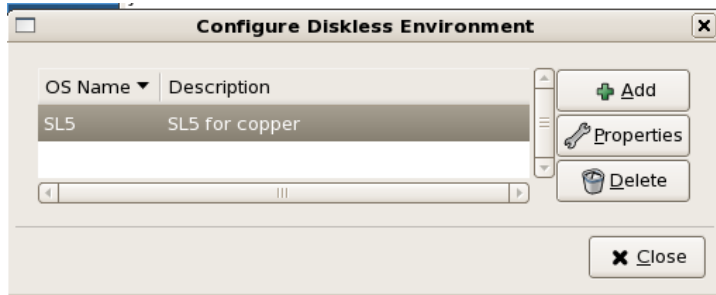 Configure Diskless Environment
OS Name Description
SL5 SL5 for copper
Add
Properties
Delete
Close